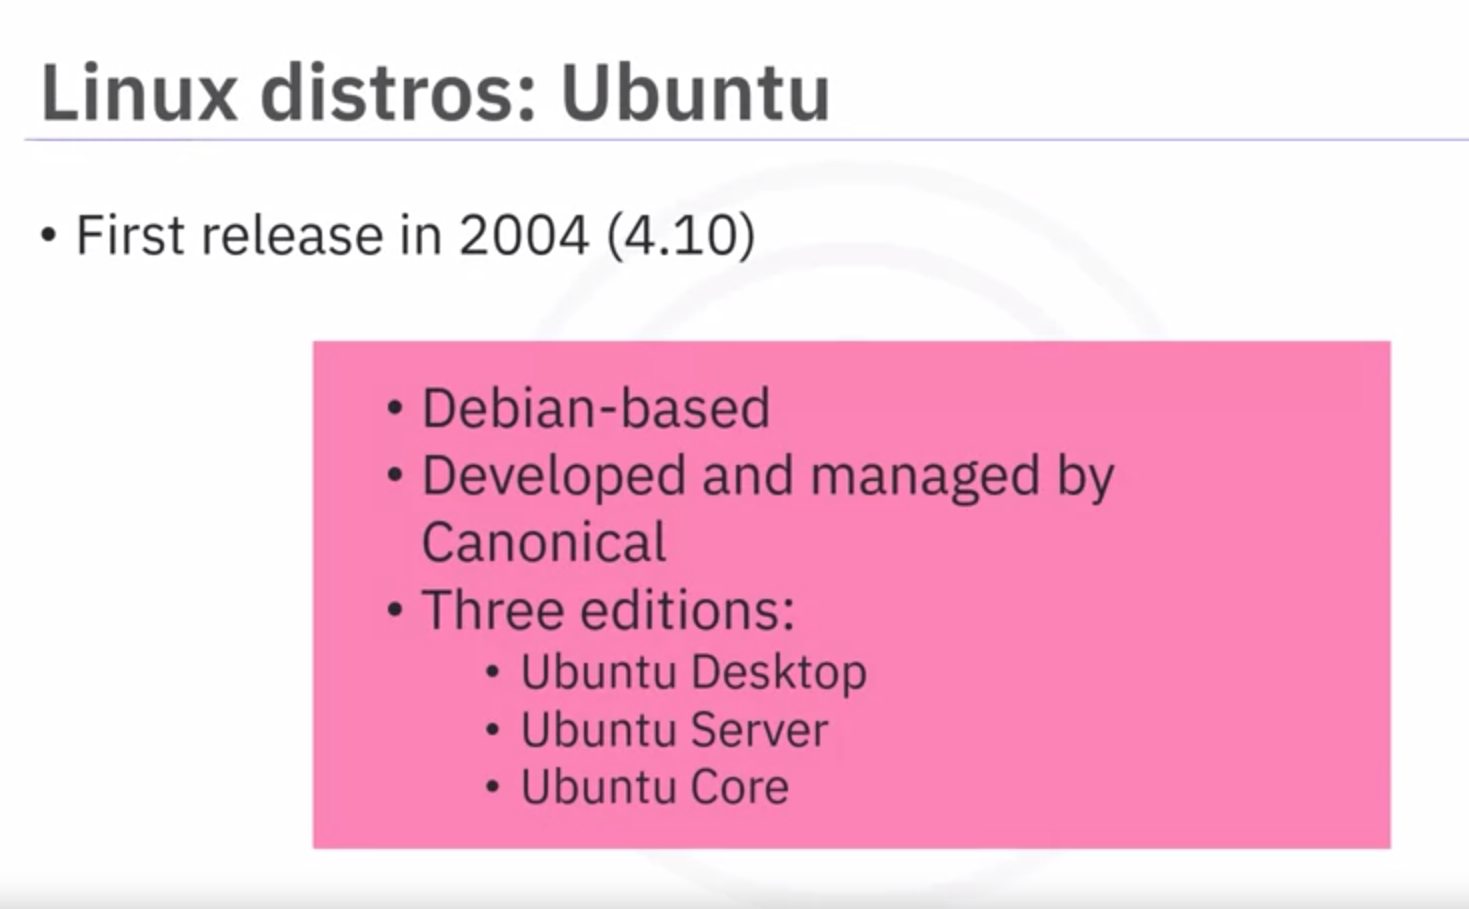 Linux distros: Ubuntu
• First release in 2004 (4.10)
• Debian-based
• Developed and managed by
Canonical
• Three editions:
• Ubuntu Desktop
• Ubuntu Server
• Ubuntu Core